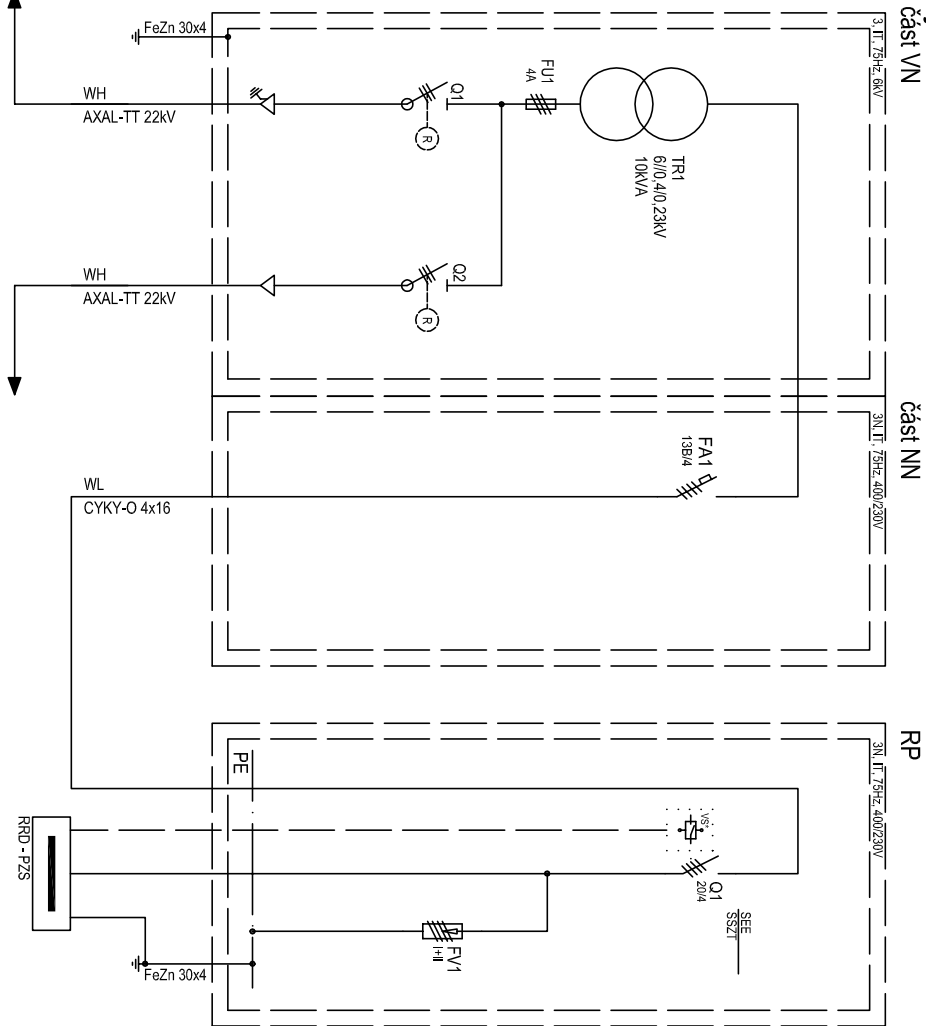 část VN
3, IT, 75Hz, 6kV
FeZn 30x4
WH
AXAL-TT 22kV
Q1
R
FU1
4A
TR1
6//0,4/0,23kV
10kVA
WH
AXAL-TT 22kV
Q2
R
část NN
3N, IT, 75Hz, 400/230V
FA1
13B/4
WL
CYKY-O 4x16
RP
3N, IT, 75Hz, 400/230V
PE
VS*
Q1
20/4
SEE
SSZT
FV1
I+II
RRD - PZS
FeZn 30x4